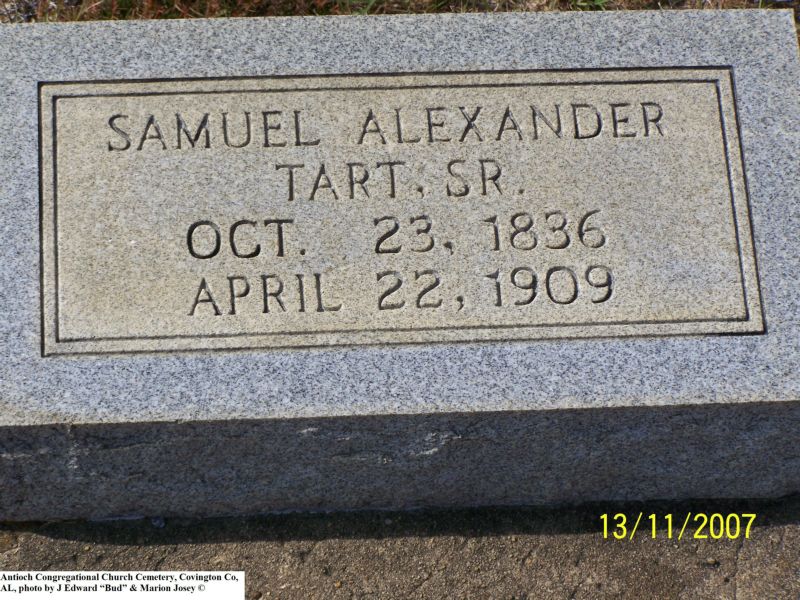 SAMUEL ALEXANDER
TART, SR.
OCT. 23, 1836
APRIL 22, 1909
13/11/2007
Antioch Congregational Church Cemetery, Covington Co,
AL, photo by J Edward “Bud” & Marion Josey ©